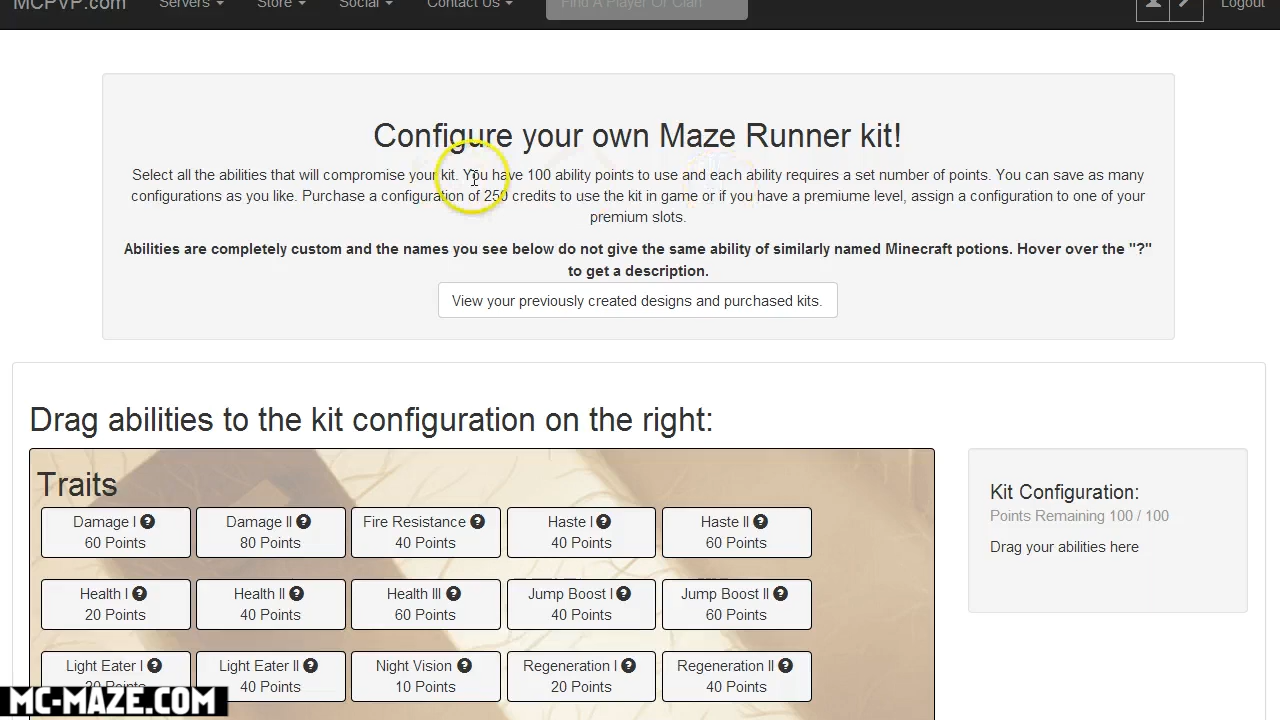 MCPVP.com Servers Store Social Contact Us Find A Player Or Clan Logout
Configure your own Maze Runner kit!
Select all the abilities that will compromise your kit. You have 100 ability points to use and each ability requires a set number of points. You can save as many
configurations as you like. Purchase a configuration of 250 credits to use the kit in game or if you have a premiume level, assign a configuration to one of your
premium slots.
Abilities are completely custom and the names you see below do not give the same ability of similarly named Minecraft potions. Hover over the "?"
to get a description.
View your previously created designs and purchased kits.
Drag abilities to the kit configuration on the right:
Traits
Damage I ?
60 Points
Damage II ?
80 Points
Fire Resistance ?
40 Points
Haste I ?
40 Points
Haste II ?
60 Points
Health I ?
20 Points
Health II ?
40 Points
Health III ?
60 Points
Jump Boost I ?
40 Points
Jump Boost II ?
60 Points
Light Eater I ?
20 Points
Light Eater II ?
40 Points
Night Vision ?
10 Points
Regeneration I ?
20 Points
Regeneration II ?
40 Points
Kit Configuration:
Points Remaining 100 / 100
Drag your abilities here
MC-MAZE.COM